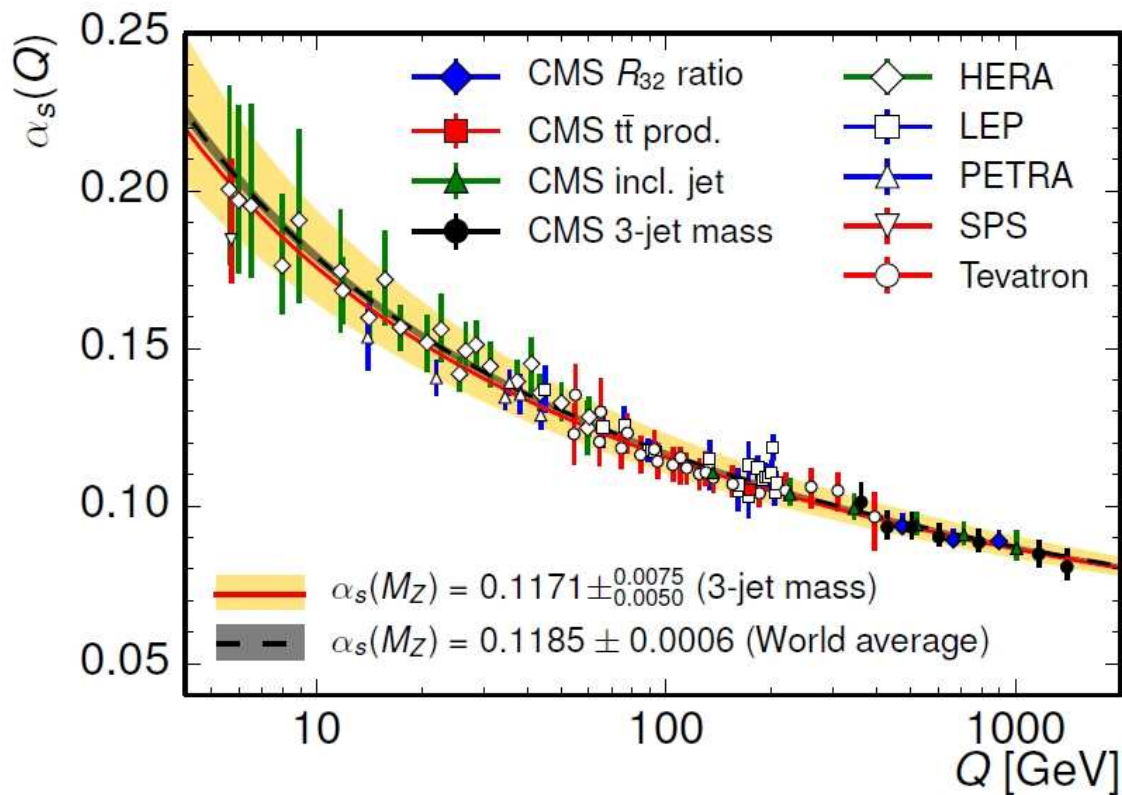 αs(Q)
0.25
0.20
0.15
0.10
0.05
CMS R32 ratio
CMS tt̄ prod.
CMS incl. jet
CMS 3-jet mass
HERA
LEP
PETRA
SPS
Tevatron
αs(MZ) = 0.1171 ± 0.0075 0.0050 (3-jet mass)
αs(MZ) = 0.1185 ± 0.0006 (World average)
10 100 1000
Q [GeV]